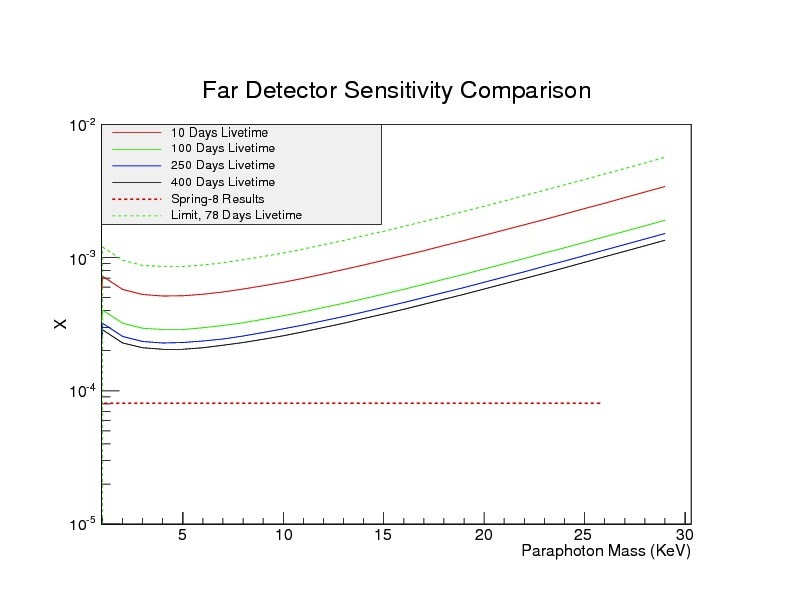 Far Detector Sensitivity Comparison
10-2
10 Days Livetime
100 Days Livetime
250 Days Livetime
400 Days Livetime
Spring-8 Results
Limit, 78 Days Livetime
10-3
X
10-4
10-5
5 10 15 20 25 30
Paraphoton Mass (KeV)